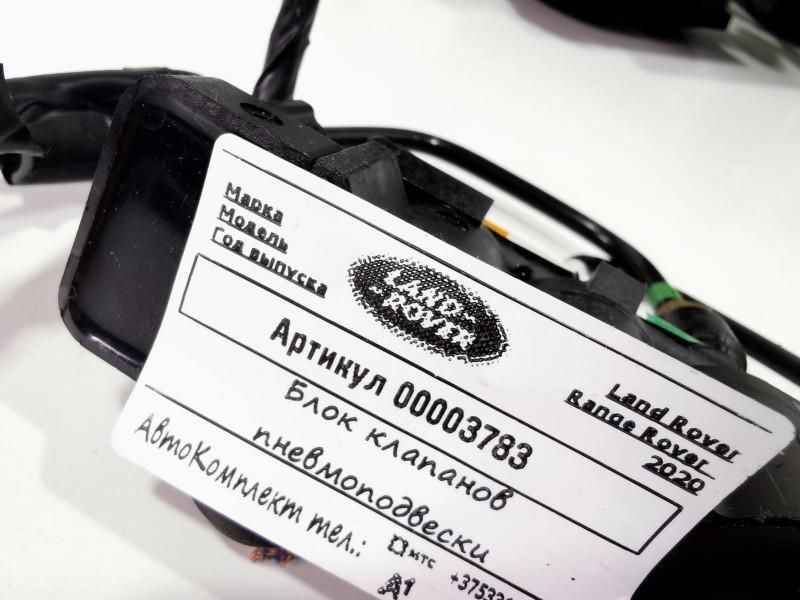 Марка
Модель
Год выпуска
LAND
ROVER
Land Rover
Range Rover
2020
Артикул 00003783
Блок клапанов
пневмоподвески
АвтоКомплект тел.:
МТС
A1